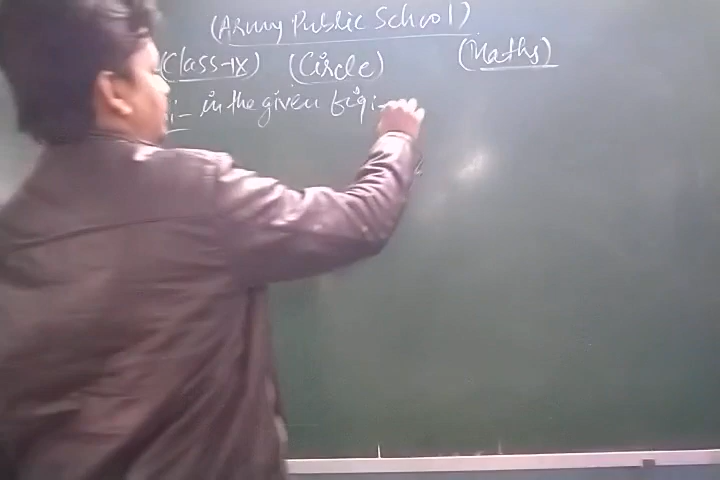 (Army Public School)
(Class-IX) (Circle) (Maths)
:- in the given fig:-